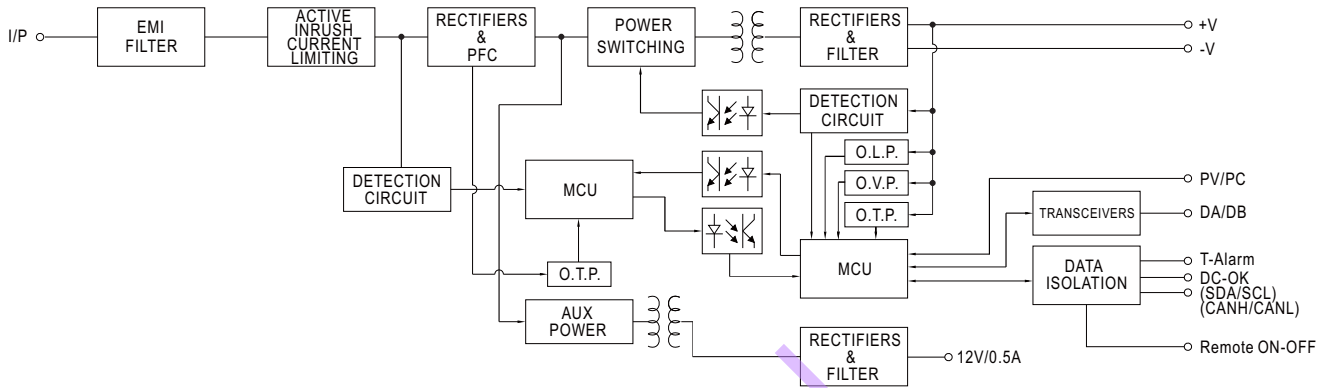 I/P
EMI
FILTER
ACTIVE
INRUSH
CURRENT
LIMITING
RECTIFIERS
&
PFC
POWER
SWITCHING
RECTIFIERS
&
FILTER
+V
-V
DETECTION
CIRCUIT
O.L.P.
O.V.P.
O.T.P.
DETECTION
CIRCUIT
MCU
O.T.P.
MCU
PV/PC
TRANSCEIVERS
DA/DB
DATA
ISOLATION
T-Alarm
DC-OK
(SDA/SCL)
(CANH/CANL)
Remote ON-OFF
AUX
POWER
RECTIFIERS
&
FILTER
12V/0.5A